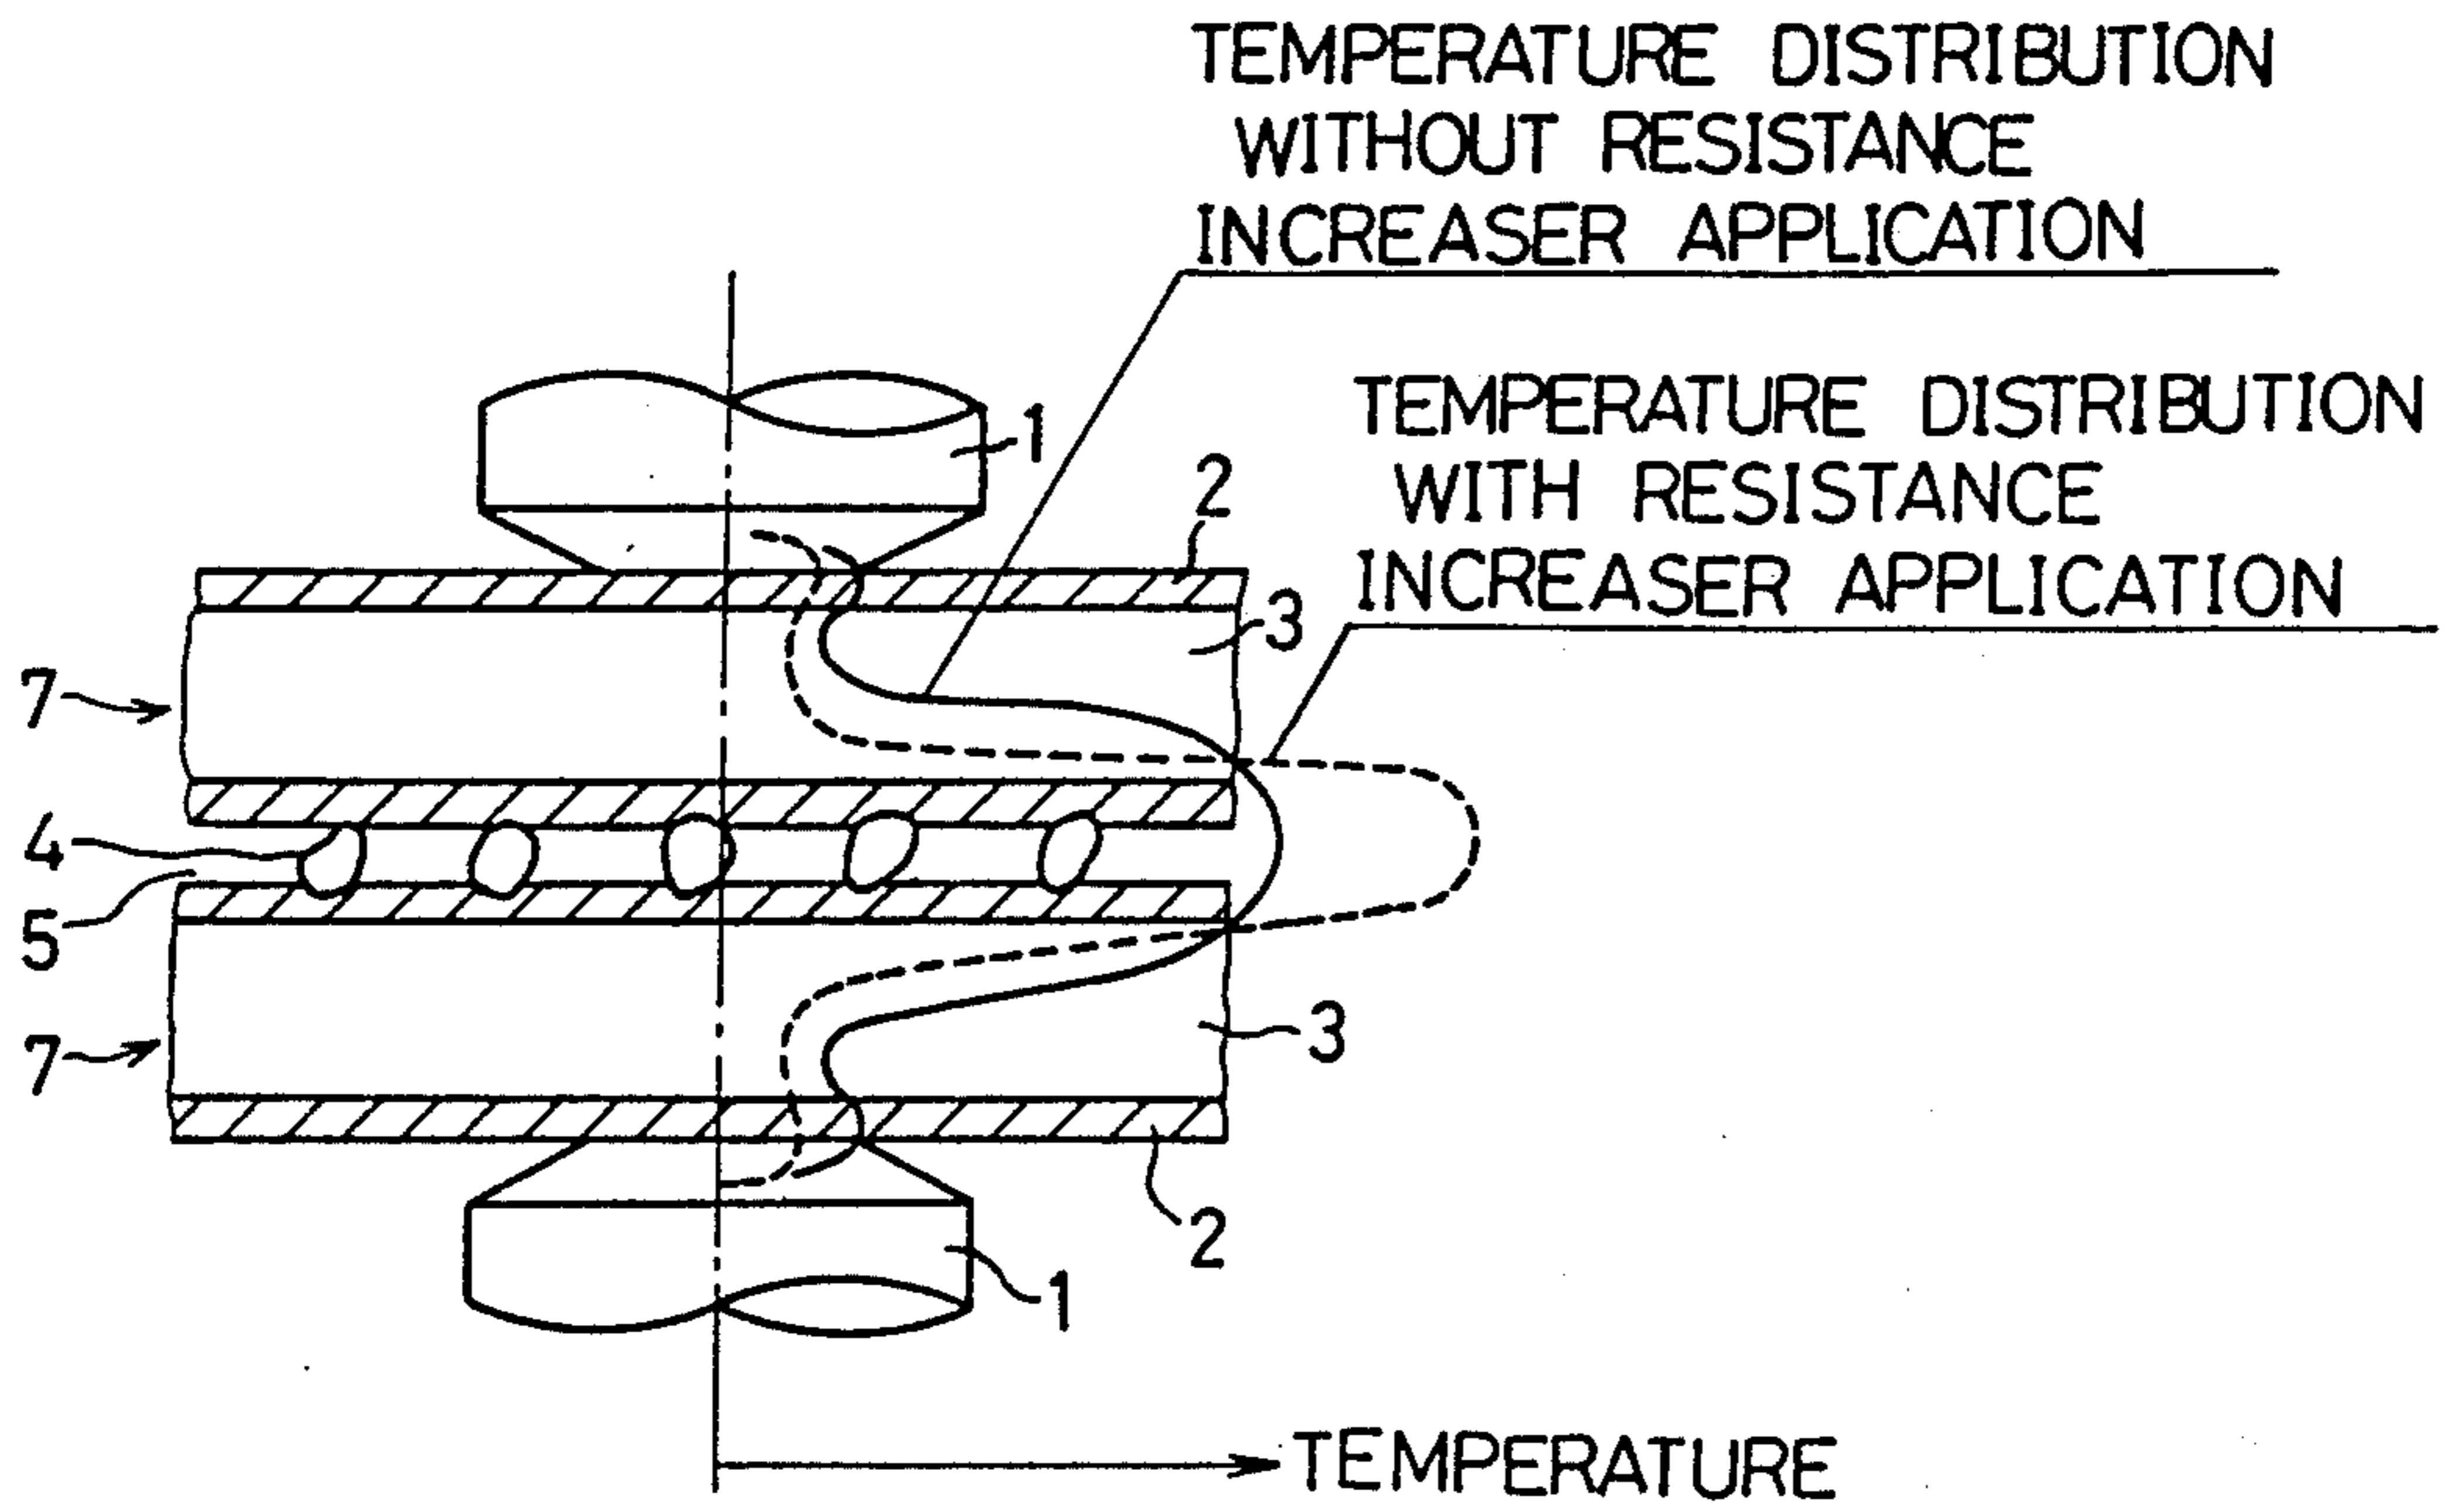 TEMPERATURE DISTRIBUTION
WITHOUT RESISTANCE
INCREASER APPLICATION
TEMPERATURE DISTRIBUTION
WITH RESISTANCE
INCREASER APPLICATION
1
2
3
7
4
5
3
7
2
1
TEMPERATURE